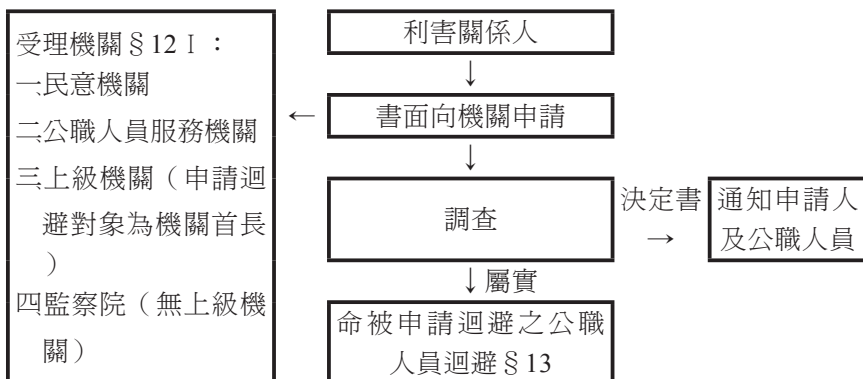 受理機關§12Ⅰ：
一、民意機關
二、公職人員服務機關
三、上級機關（申請迴
避對象為機關首長
）
四、監察院（無上級機
關）
←
利害關係人
↓
書面向機關申請
↓
調查
決定書
→
通知申請人
及公職人員
↓屬實
命被申請迴避之公職
人員迴避§13